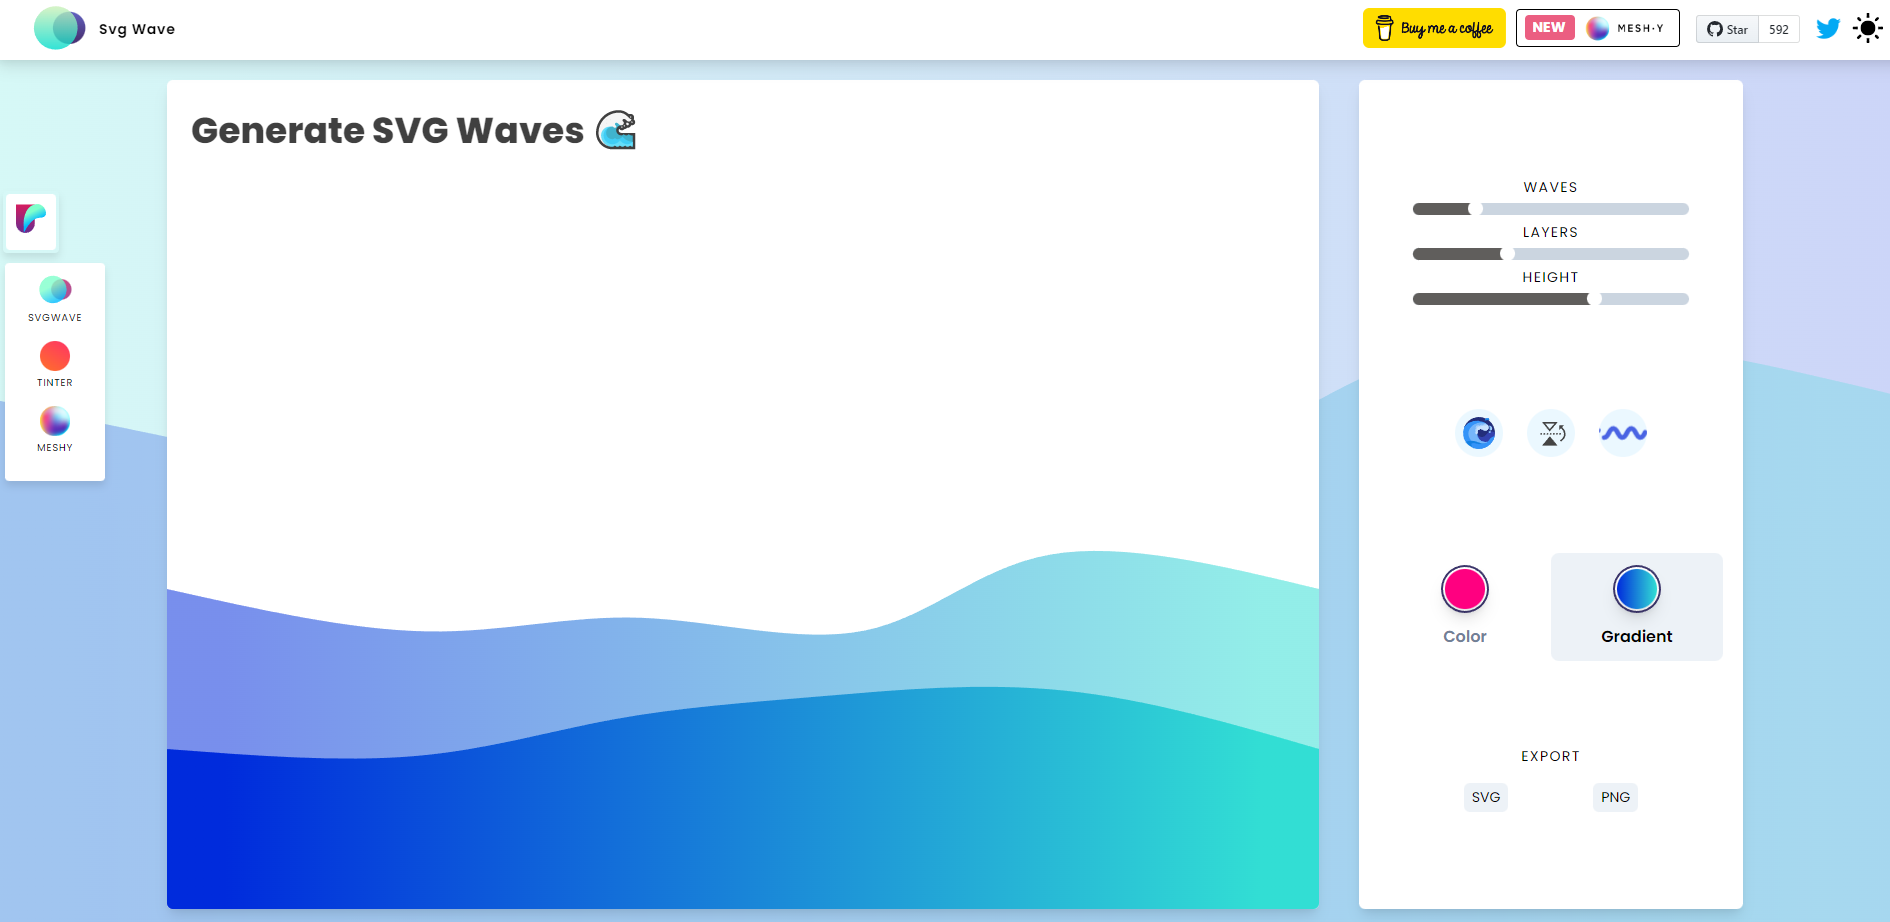 Svg Wave
Buy me a coffee
NEW MESH·Y
Star 592
Generate SVG Waves
SVGWAVE
TINTER
MESHY
WAVES
LAYERS
HEIGHT
Color
Gradient
EXPORT
SVG
PNG